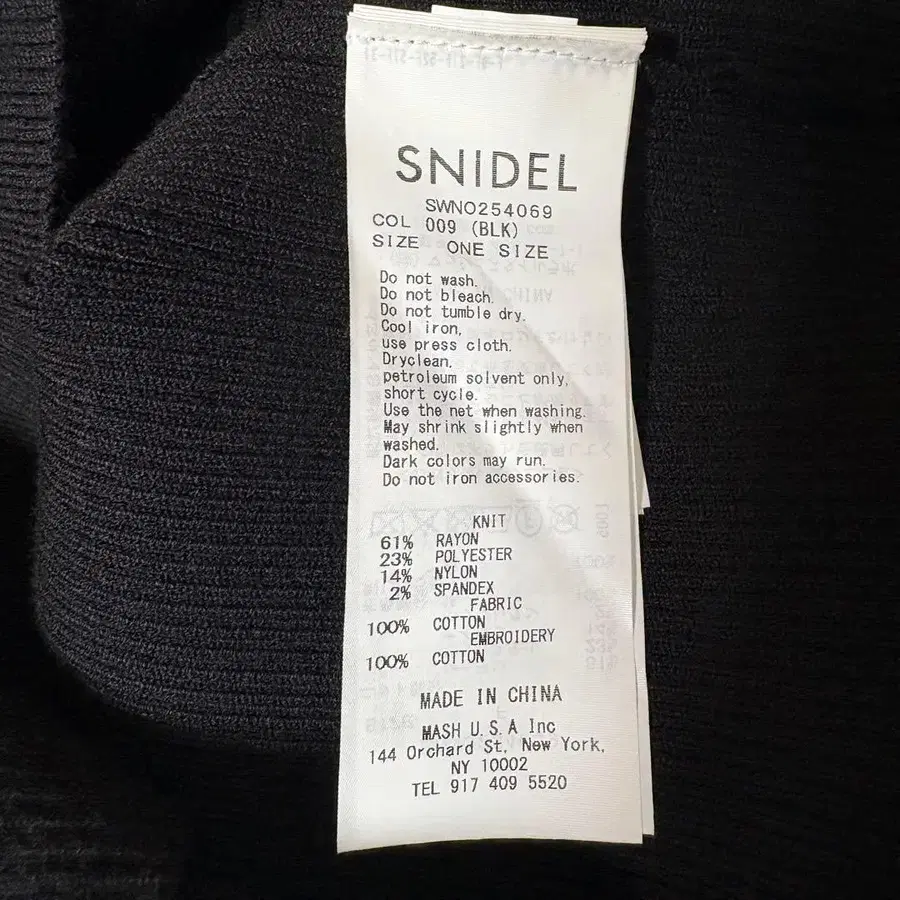 SNIDEL
SWNO254069
COL 009 (BLK)
SIZE ONE SIZE
Do not wash.
Do not bleach.
Do not tumble dry.
Cool iron,
use press cloth.
Dryclean,
petroleum solvent only,
short cycle.
Use the net when washing.
May shrink slightly when
washed.
Dark colors may run.
Do not iron accessories.
KNIT
61% RAYON
23% POLYESTER
14% NYLON
2% SPANDEX
FABRIC
100% COTTON
EMBROIDERY
100% COTTON
MADE IN CHINA
MASH U.S.A Inc
144 Orchard St, New York,
NY 10002
TEL 917 409 5520